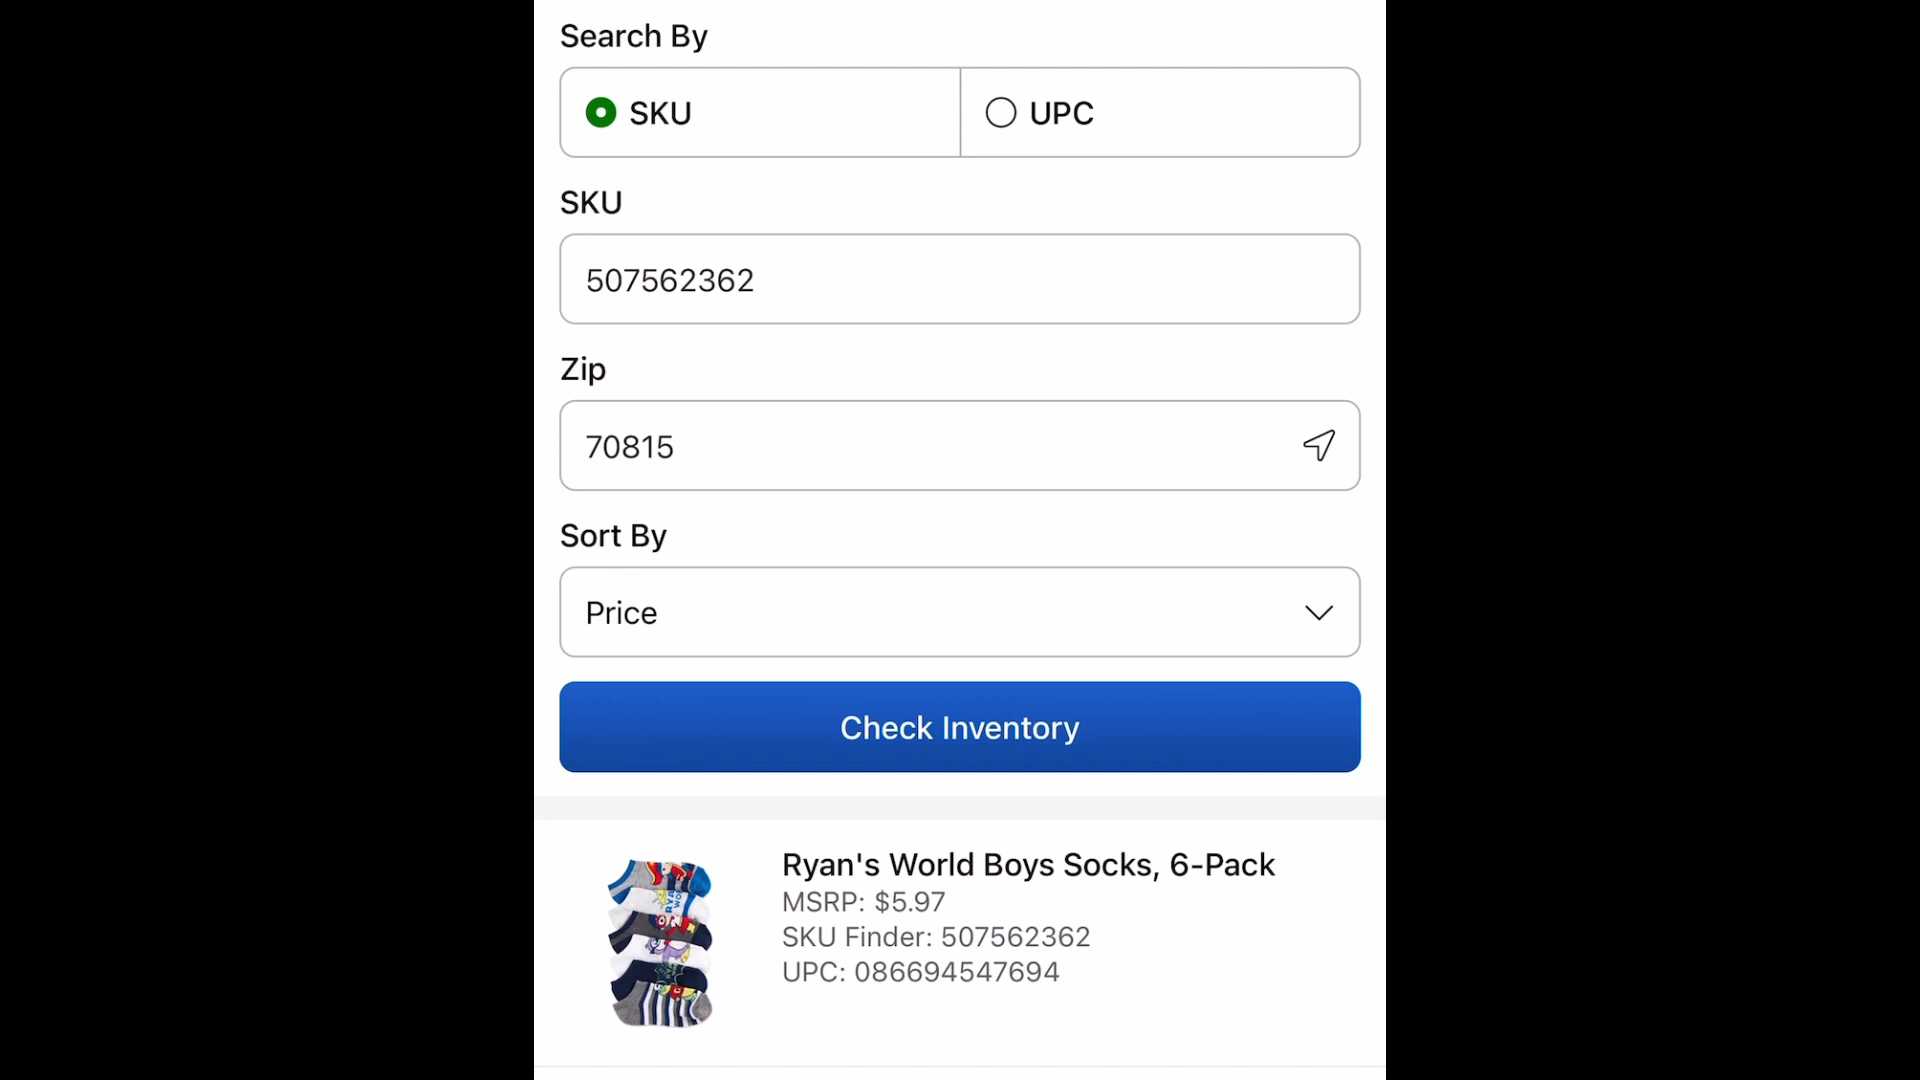 Search By
SKU
UPC
SKU
507562362
Zip
70815
Sort By
Price
Check Inventory
Ryan's World Boys Socks, 6-Pack
MSRP: $5.97
SKU Finder: 507562362
UPC: 086694547694